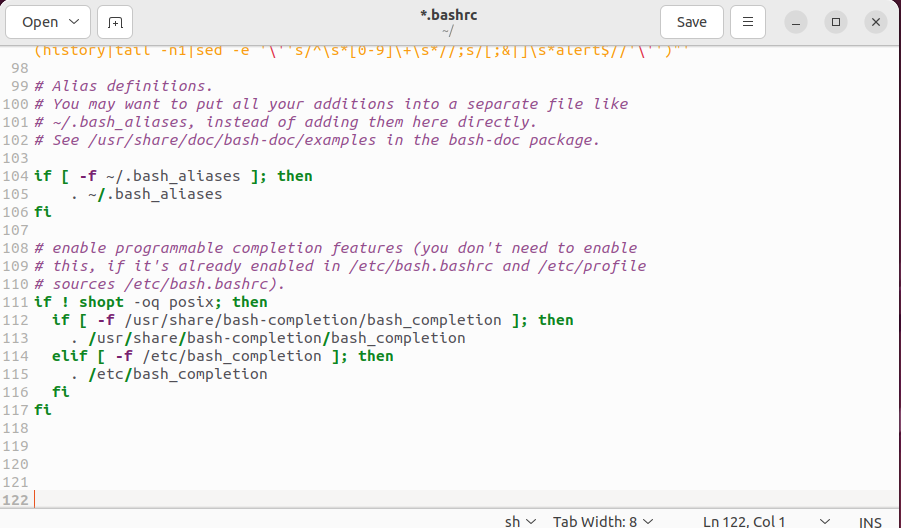 Open
*.bashrc
~/
Save
(history|tail -n1|sed -e '\''s/^\s*[0-9]\+\s*//;s/[;&|]\s*alert$//'\'')"'
98
99 # Alias definitions.
100 # You may want to put all your additions into a separate file like
101 # ~/.bash_aliases, instead of adding them here directly.
102 # See /usr/share/doc/bash-doc/examples in the bash-doc package.
103
104 if [ -f ~/.bash_aliases ]; then
105     . ~/.bash_aliases
106 fi
107
108 # enable programmable completion features (you don't need to enable
109 # this, if it's already enabled in /etc/bash.bashrc and /etc/profile
110 # sources /etc/bash.bashrc).
111 if ! shopt -oq posix; then
112   if [ -f /usr/share/bash-completion/bash_completion ]; then
113     . /usr/share/bash-completion/bash_completion
114   elif [ -f /etc/bash_completion ]; then
115     . /etc/bash_completion
116   fi
117 fi
118
119
120
121
122
sh Tab Width: 8 Ln 122, Col 1 INS